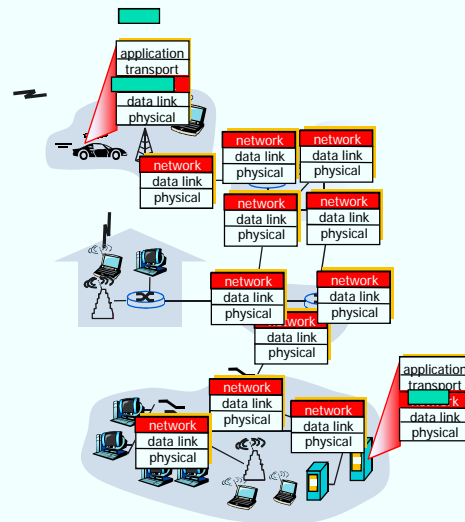 application
transport
data link
physical
network
data link
physical
network
data link
physical
network
data link
physical
network
data link
physical
network
data link
physical
network
data link
physical
network
data link
physical
network
data link
physical
application
transport
network
data link
physical
network
data link
physical
network
data link
physical
network
data link
physical